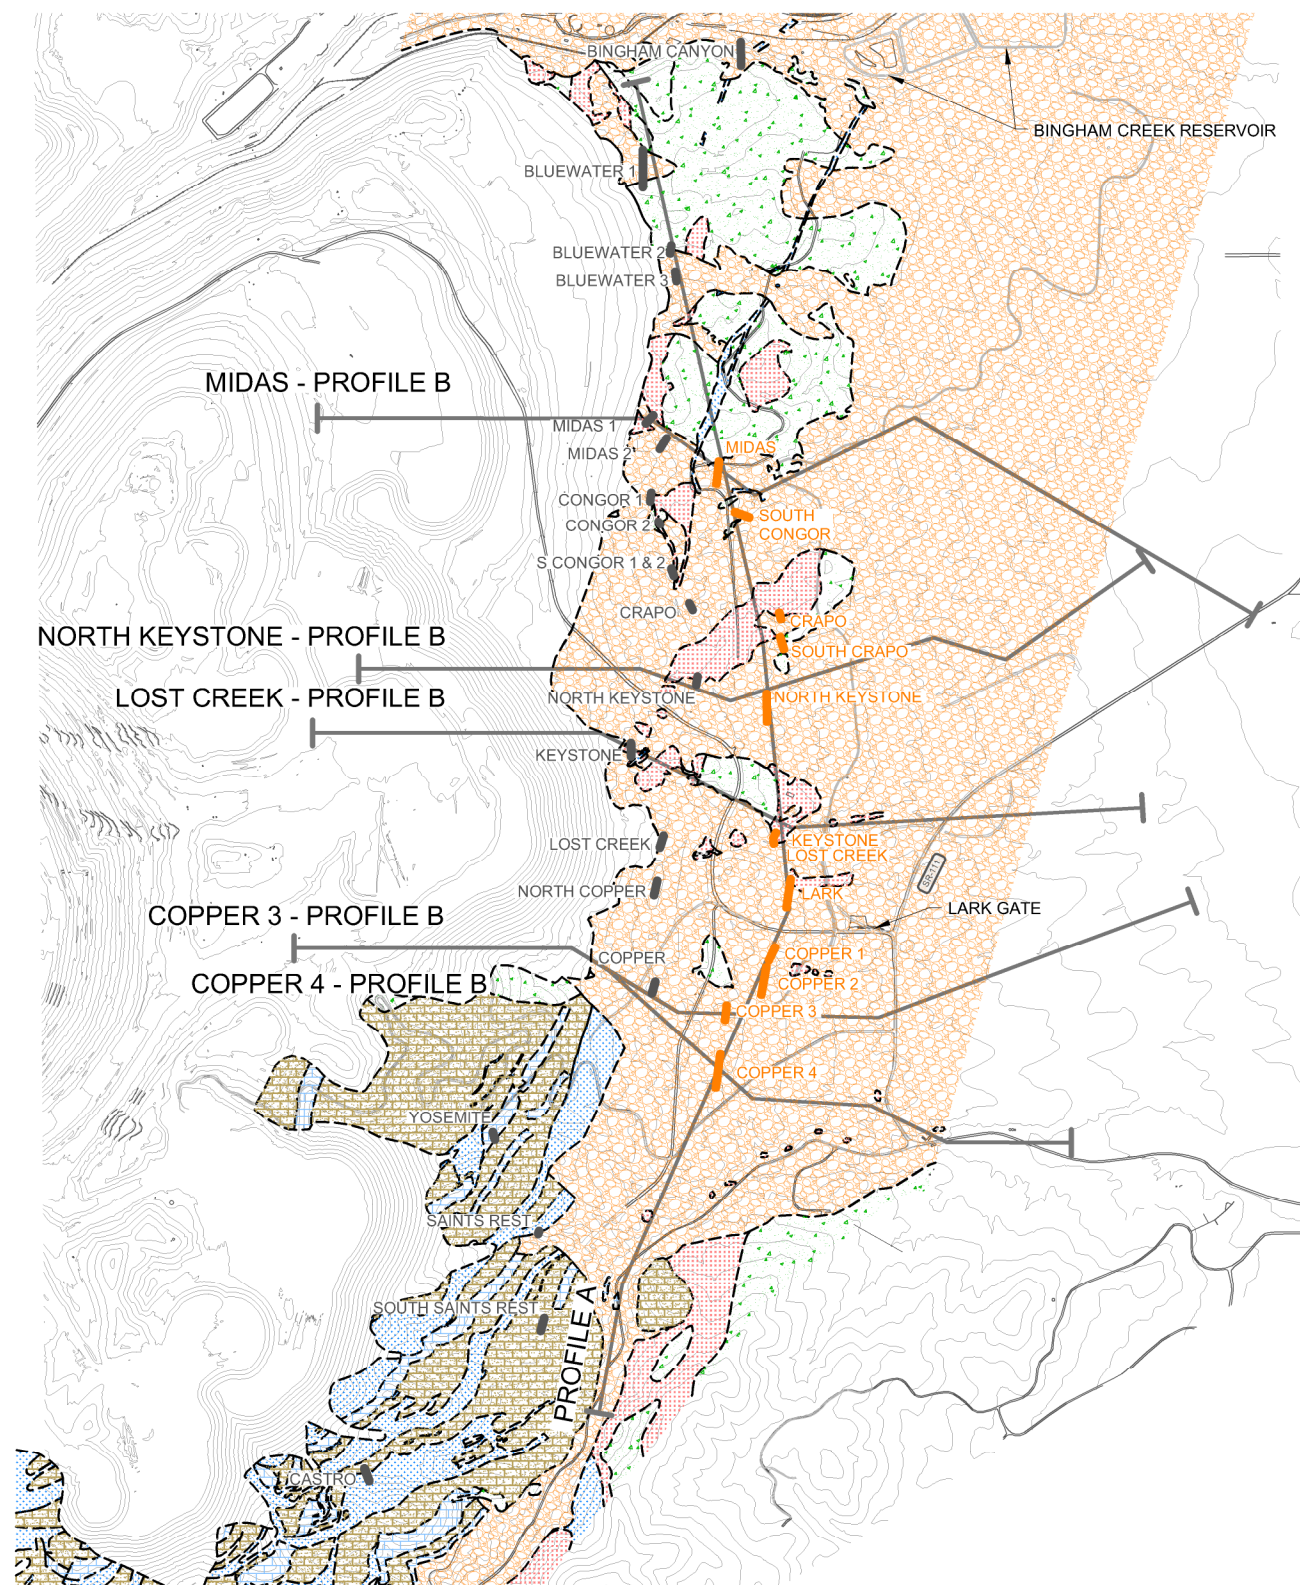 BINGHAM CANYON
BINGHAM CREEK RESERVOIR
BLUEWATER 1
BLUEWATER 2
BLUEWATER 3
MIDAS - PROFILE B
MIDAS 1
MIDAS 2
MIDAS
CONGOR 1
SOUTH
CONGOR
CONGOR 2
S CONGOR 1 & 2
CRAPO
CRAPO
SOUTH CRAPO
NORTH KEYSTONE - PROFILE B
NORTH KEYSTONE
NORTH KEYSTONE
LOST CREEK - PROFILE B
KEYSTONE
LOST CREEK
KEYSTONE
LOST CREEK
SR-111
NORTH COPPER
LARK
LARK GATE
COPPER 3 - PROFILE B
COPPER
COPPER 1
COPPER 4 - PROFILE B
COPPER 2
COPPER 3
COPPER 4
YOSEMITE
SAINTS REST
SOUTH SAINTS REST
PROFILE A
CASTRO